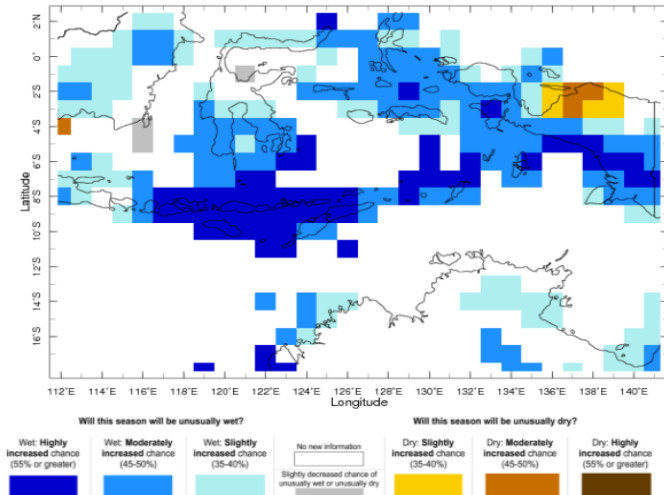 2°N
0°
2°S
4°S
6°S
8°S
10°S
12°S
14°S
16°S
Latitude
112°E 114°E 116°E 118°E 120°E 122°E 124°E 126°E 128°E 130°E 132°E 134°E 136°E 138°E 140°E
Longitude
Will this season will be unusually wet? Will this season will be unusually dry?
Wet: Highly increased chance (55% or greater)
Wet: Moderately increased chance (45-50%)
Wet: Slightly increased chance (35-40%)
No new information
Slightly decreased chance of unusually wet or unusually dry
Dry: Slightly increased chance (35-40%)
Dry: Moderately increased chance (45-50%)
Dry: Highly increased chance (55% or greater)